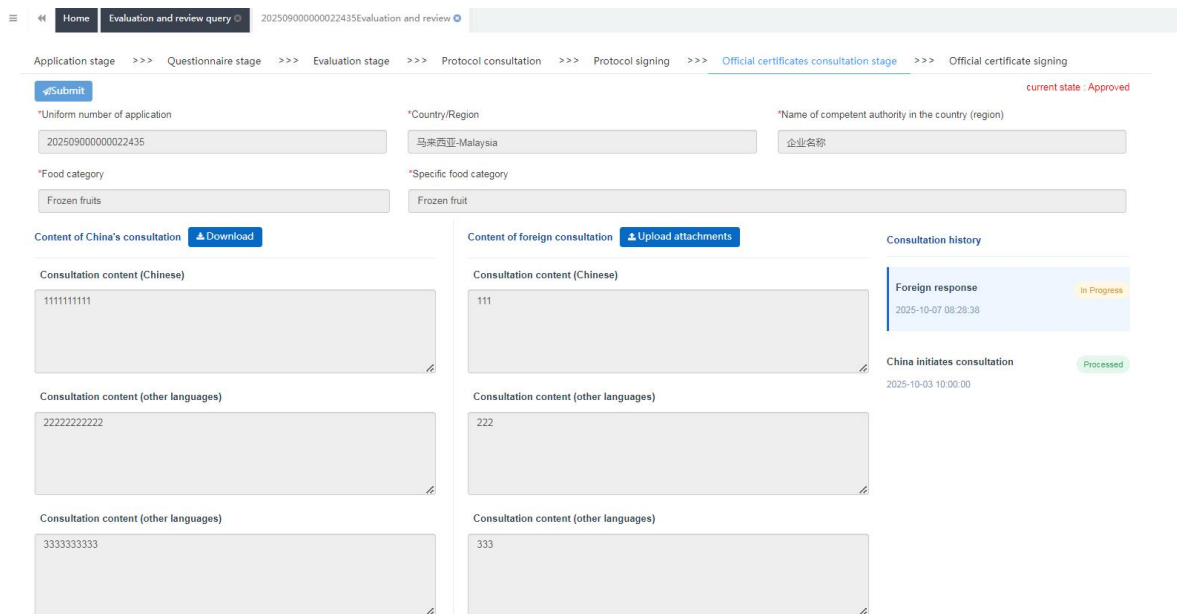 Home Evaluation and review query 202509000000022435Evaluation and review
Application stage >>> Questionnaire stage >>> Evaluation stage >>> Protocol consultation >>> Protocol signing >>> Official certificates consultation stage >>> Official certificate signing
Submit current state : Approved
*Uniform number of application *Country/Region *Name of competent authority in the country (region)
202509000000022435 马来西亚-Malaysia 企业名称
*Food category *Specific food category
Frozen fruits Frozen fruit
Content of China's consultation Download Content of foreign consultation Upload attachments Consultation history
Consultation content (Chinese) Consultation content (Chinese)
1111111111 111
Foreign response In Progress
2025-10-07 08:28:38
China initiates consultation Processed
2025-10-03 10:00:00
Consultation content (other languages) Consultation content (other languages)
22222222222 222
Consultation content (other languages) Consultation content (other languages)
3333333333 333